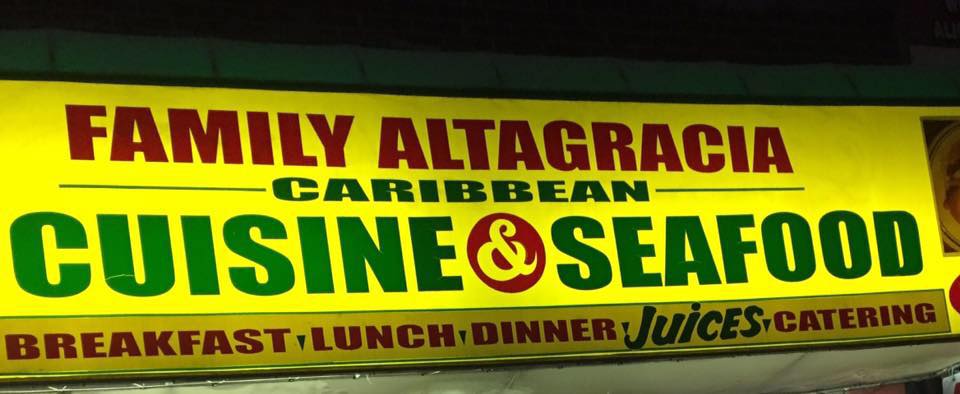 FAMILY ALTAGRACIA
CARIBBEAN
CUISINE & SEAFOOD
BREAKFAST LUNCH DINNER Juices CATERING